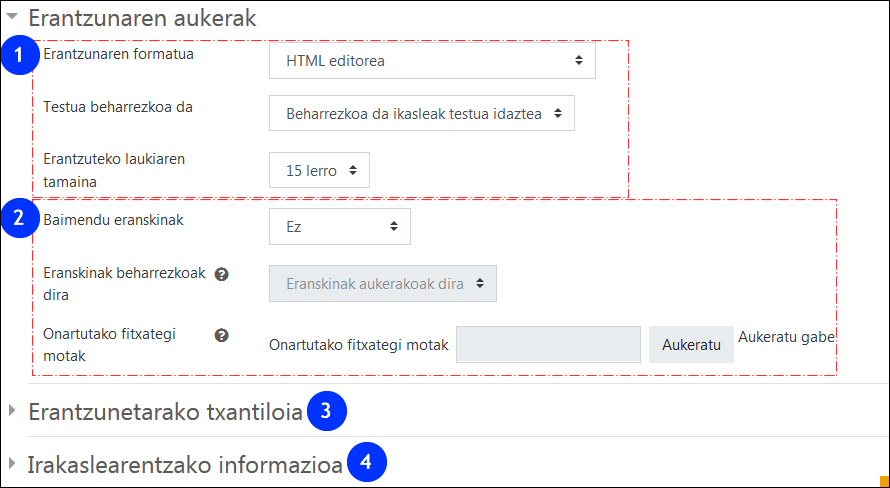 Erantzunaren aukerak
1 Erantzunaren formatua HTML editorea
Testua beharrezkoa da Beharrezkoa da ikasleak testua idaztea
Erantzuteko laukiaren
tamaina
15 lerro
2 Baimendu eranskinak Ez
Eranskinak beharrezkoak
dira
? Eranskinak aukerakoak dira
Onartutako fitxategi
motak
? Onartutako fitxategi motak Aukeratu Aukeratu gabe
Erantzunetarako txantiloia 3
Irakaslearentzako informazioa 4